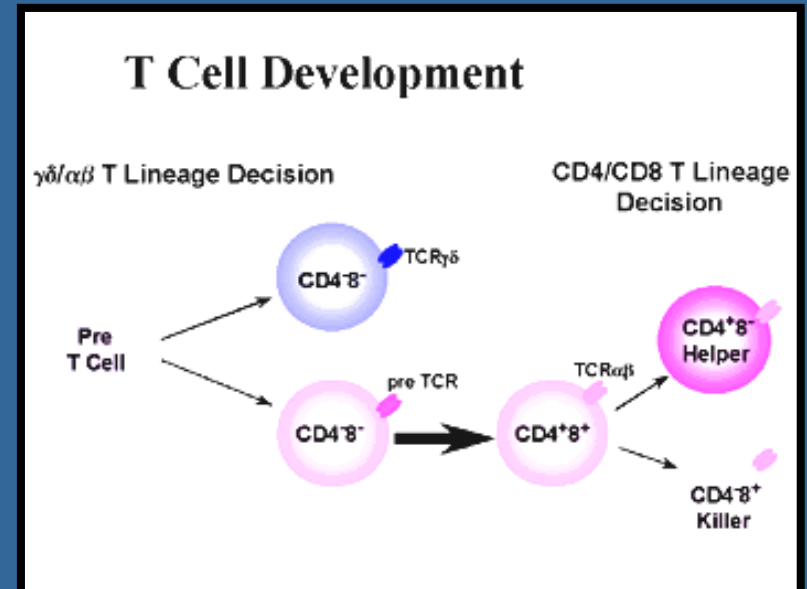 T Cell Development
γδ/αβ T Lineage Decision
CD4/CD8 T Lineage
Decision
CD4⁻8⁻
TCRγδ
Pre
T Cell
CD4⁻8⁻
pre TCR
CD4⁺8⁺
TCRαβ
CD4⁺8⁻
Helper
CD4⁻8⁺
Killer